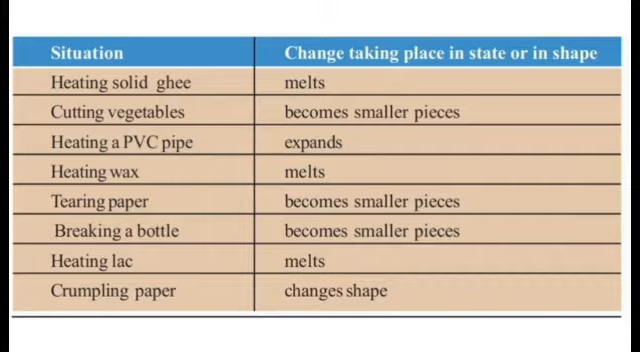 Situation Change taking place in state or in shape
Heating solid ghee melts
Cutting vegetables becomes smaller pieces
Heating a PVC pipe expands
Heating wax melts
Tearing paper becomes smaller pieces
Breaking a bottle becomes smaller pieces
Heating lac melts
Crumpling paper changes shape